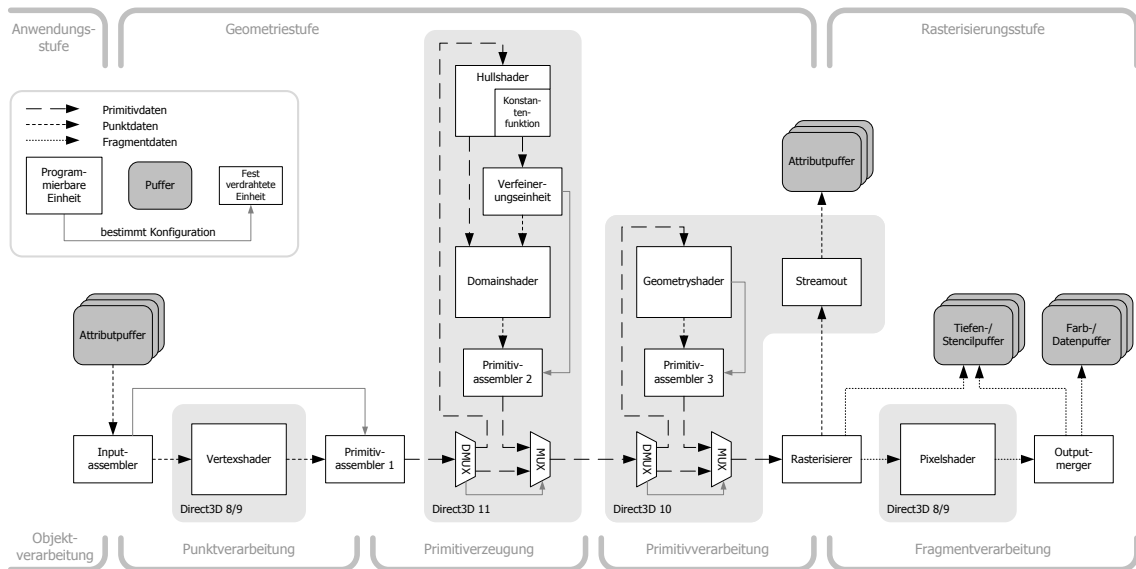 Anwendungs-
stufe
Geometriestufe
Rasterisierungsstufe
Primitivdaten
Punktdaten
Fragmentdaten
Program-
mierbare
Einheit
Puffer
Fest
verdrahtete
Einheit
bestimmt Konfiguration
Hullshader
Konstan-
ten-
funktion
Verfeiner-
ungseinheit
Domainshader
Primitiv-
assembler 2
DMUX
MUX
Direct3D 11
Geometryshader
Primitiv-
assembler 3
DMUX
MUX
Direct3D 10
Attributpuffer
Streamout
Attributpuffer
Input-
assembler
Vertexshader
Direct3D 8/9
Primitiv-
assembler 1
Rasterisierer
Tiefen-/
Stencilpuffer
Farb-/
Datenpuffer
Pixelshader
Direct3D 8/9
Output-
merger
Objekt-
verarbeitung
Punktverarbeitung
Primitiverzeugung
Primitivverarbeitung
Fragmentverarbeitung